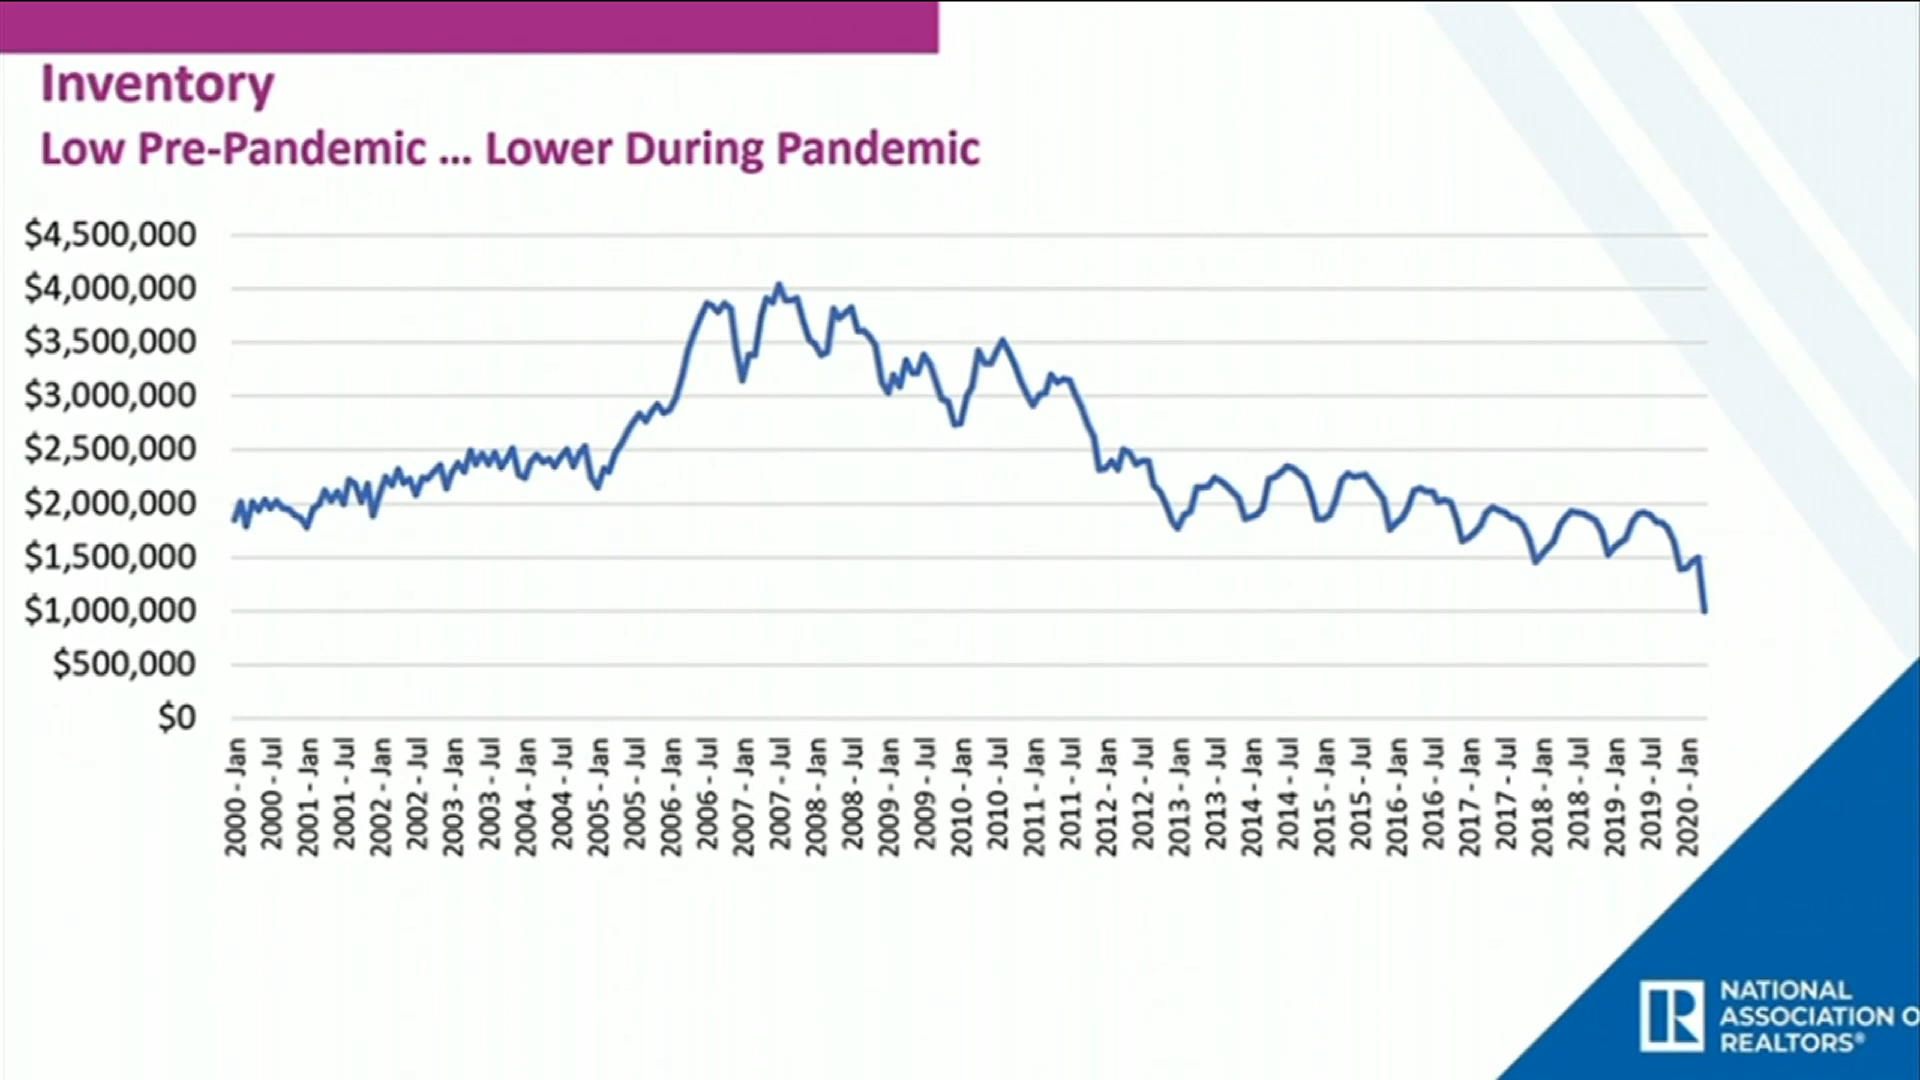 Inventory
Low Pre-Pandemic ... Lower During Pandemic
$4,500,000
$4,000,000
$3,500,000
$3,000,000
$2,500,000
$2,000,000
$1,500,000
$1,000,000
$500,000
$0
2000 - Jan
2000 - Jul
2001 - Jan
2001 - Jul
2002 - Jan
2002 - Jul
2003 - Jan
2003 - Jul
2004 - Jan
2004 - Jul
2005 - Jan
2005 - Jul
2006 - Jan
2006 - Jul
2007 - Jan
2007 - Jul
2008 - Jan
2008 - Jul
2009 - Jan
2009 - Jul
2010 - Jan
2010 - Jul
2011 - Jan
2011 - Jul
2012 - Jan
2012 - Jul
2013 - Jan
2013 - Jul
2014 - Jan
2014 - Jul
2015 - Jan
2015 - Jul
2016 - Jan
2016 - Jul
2017 - Jan
2017 - Jul
2018 - Jan
2018 - Jul
2019 - Jan
2019 - Jul
2020 - Jan
R
NATIONAL
ASSOCIATION O
REALTORS®